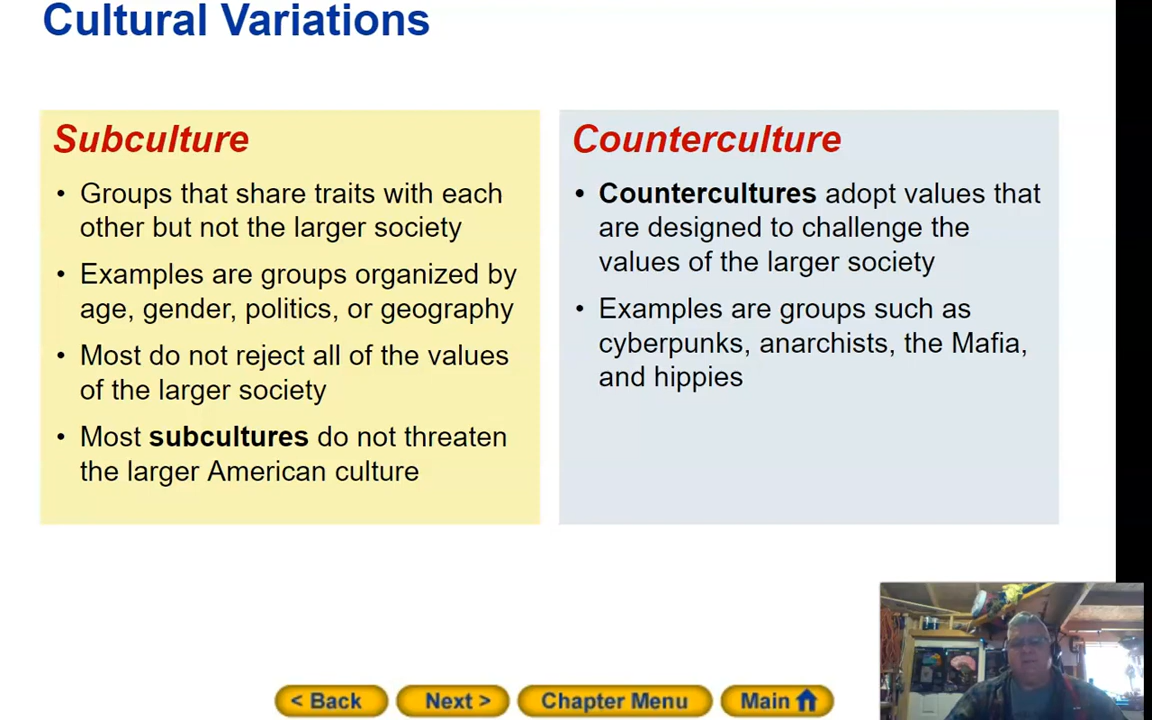 Cultural Variations
Subculture
• Groups that share traits with each
other but not the larger society
• Examples are groups organized by
age, gender, politics, or geography
• Most do not reject all of the values
of the larger society
• Most subcultures do not threaten
the larger American culture
Counterculture
• Countercultures adopt values that
are designed to challenge the
values of the larger society
• Examples are groups such as
cyberpunks, anarchists, the Mafia,
and hippies
< Back
Next >
Chapter Menu
Main